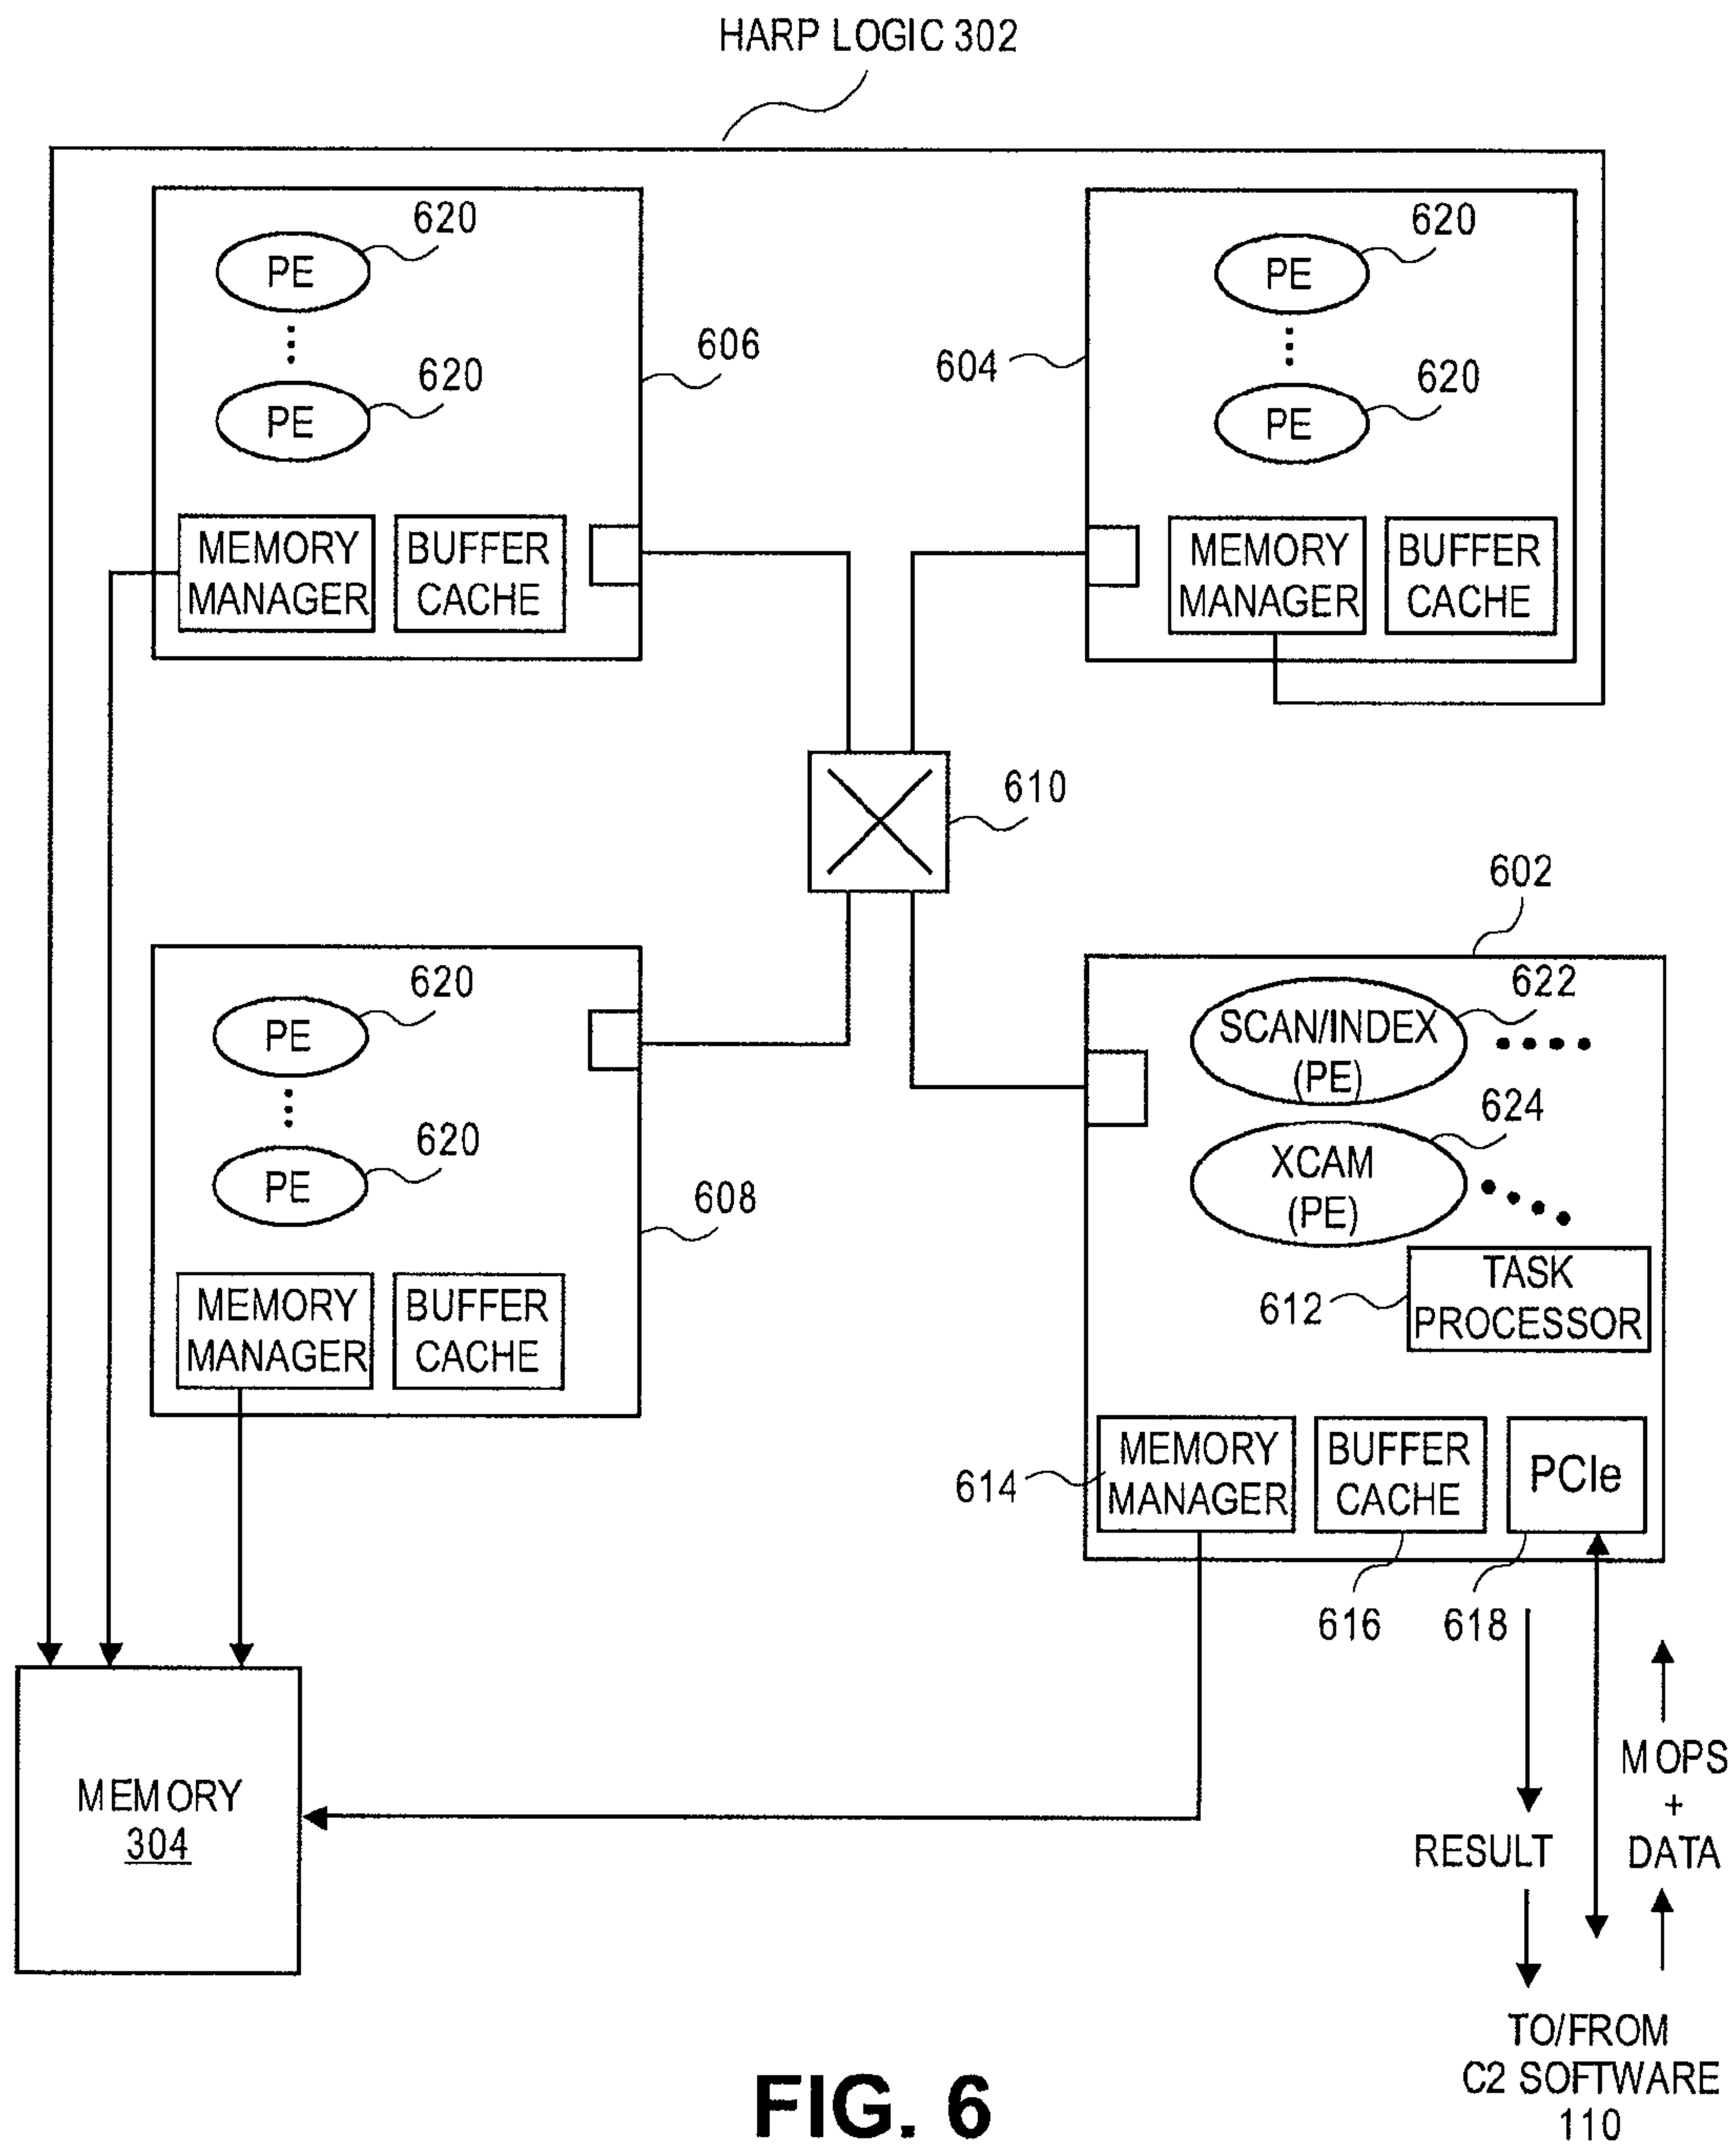 HARP LOGIC 302
620
PE
620
PE
606
MEMORY
MANAGER
BUFFER
CACHE
620
PE
604
620
PE
MEMORY
MANAGER
BUFFER
CACHE
610
620
PE
620
PE
608
MEMORY
MANAGER
BUFFER
CACHE
602
622
SCAN/INDEX
(PE)
624
XCAM
(PE)
TASK
PROCESSOR
612
614
MEMORY
MANAGER
BUFFER
CACHE
PCIe
616
618
MEMORY
304
RESULT
MOPS
+
DATA
TO/FROM
C2 SOFTWARE
110
FIG. 6